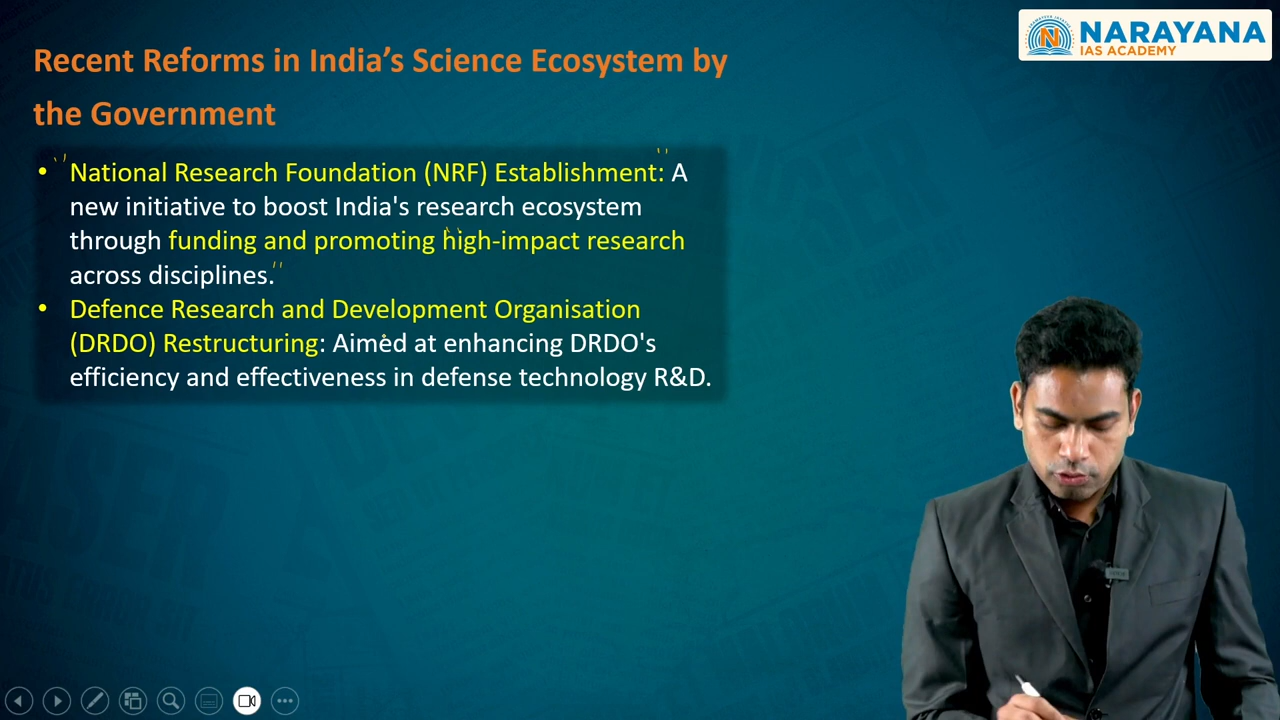 NARAYANA
IAS ACADEMY
Recent Reforms in India’s Science Ecosystem by
the Government
• National Research Foundation (NRF) Establishment: A
new initiative to boost India's research ecosystem
through funding and promoting high-impact research
across disciplines.
• Defence Research and Development Organisation
(DRDO) Restructuring: Aimed at enhancing DRDO's
efficiency and effectiveness in defense technology R&D.